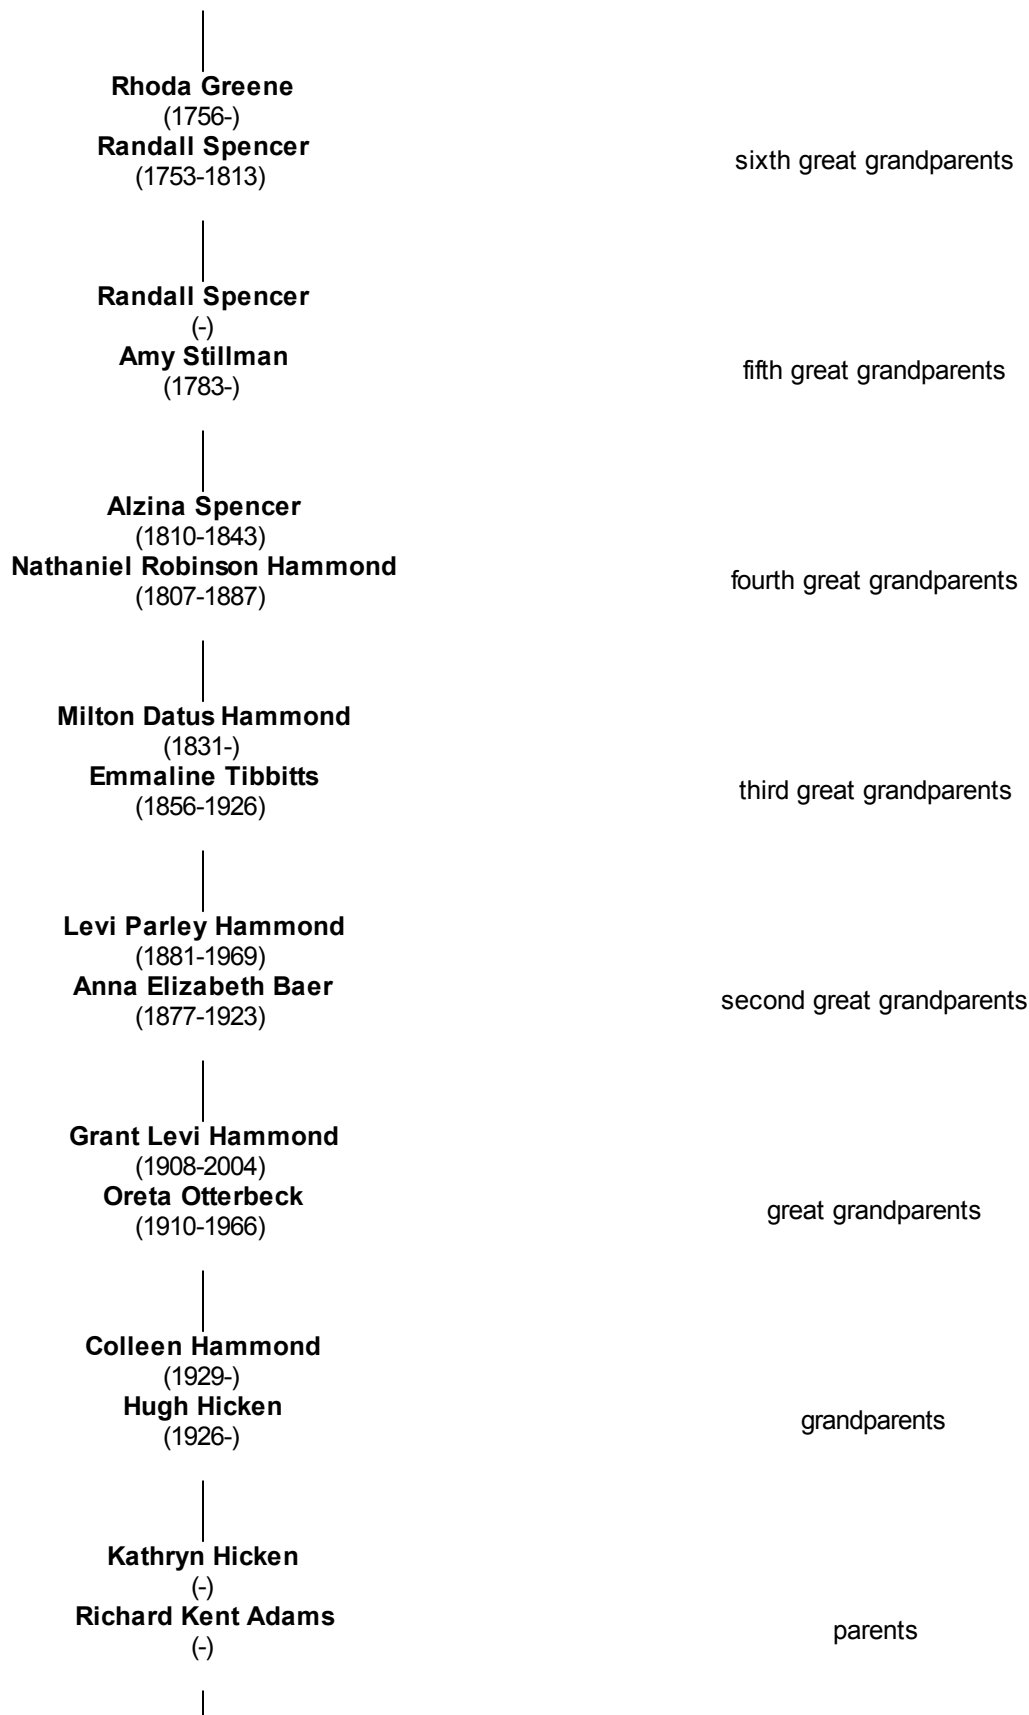 Rhoda Greene
(1756-)
Randall Spencer
(1753-1813)
sixth great grandparents
Randall Spencer
(-)
Amy Stillman
(1783-)
fifth great grandparents
Alzina Spencer
(1810-1843)
Nathaniel Robinson Hammond
(1807-1887)
fourth great grandparents
Milton Datus Hammond
(1831-)
Emmaline Tibbitts
(1856-1926)
third great grandparents
Levi Parley Hammond
(1881-1969)
Anna Elizabeth Baer
(1877-1923)
second great grandparents
Grant Levi Hammond
(1908-2004)
Oreta Otterbeck
(1910-1966)
great grandparents
Colleen Hammond
(1929-)
Hugh Hicken
(1926-)
grandparents
Kathryn Hicken
(-)
Richard Kent Adams
(-)
parents